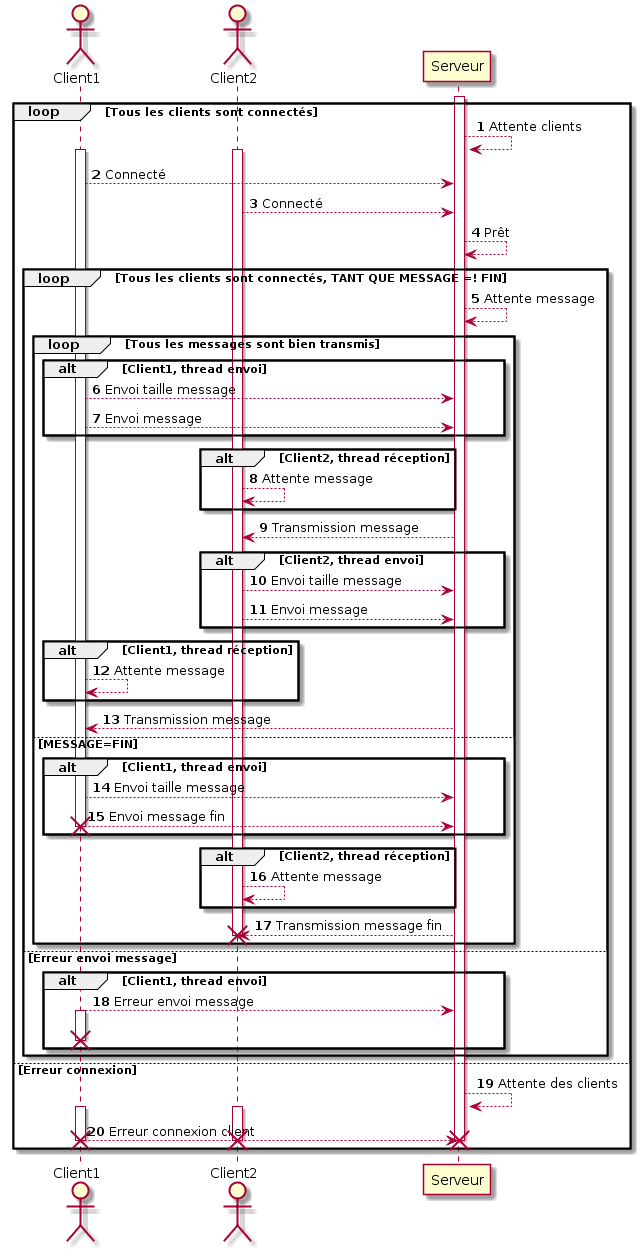 Client1 Client2 Serveur
loop [Tous les clients sont connectés]
1 Attente clients
2 Connecté
3 Connecté
4 Prêt
loop [Tous les clients sont connectés, TANT QUE MESSAGE =! FIN]
5 Attente message
loop [Tous les messages sont bien transmis]
alt [Client1, thread envoi]
6 Envoi taille message
7 Envoi message
alt [Client2, thread réception]
8 Attente message
9 Transmission message
alt [Client2, thread envoi]
10 Envoi taille message
11 Envoi message
alt [Client1, thread réception]
12 Attente message
13 Transmission message
[MESSAGE=FIN]
alt [Client1, thread envoi]
14 Envoi taille message
15 Envoi message fin
alt [Client2, thread réception]
16 Attente message
17 Transmission message fin
[Erreur envoi message]
alt [Client1, thread envoi]
18 Erreur envoi message
[Erreur connexion]
19 Attente des clients
20 Erreur connexion client
Client1 Client2 Serveur